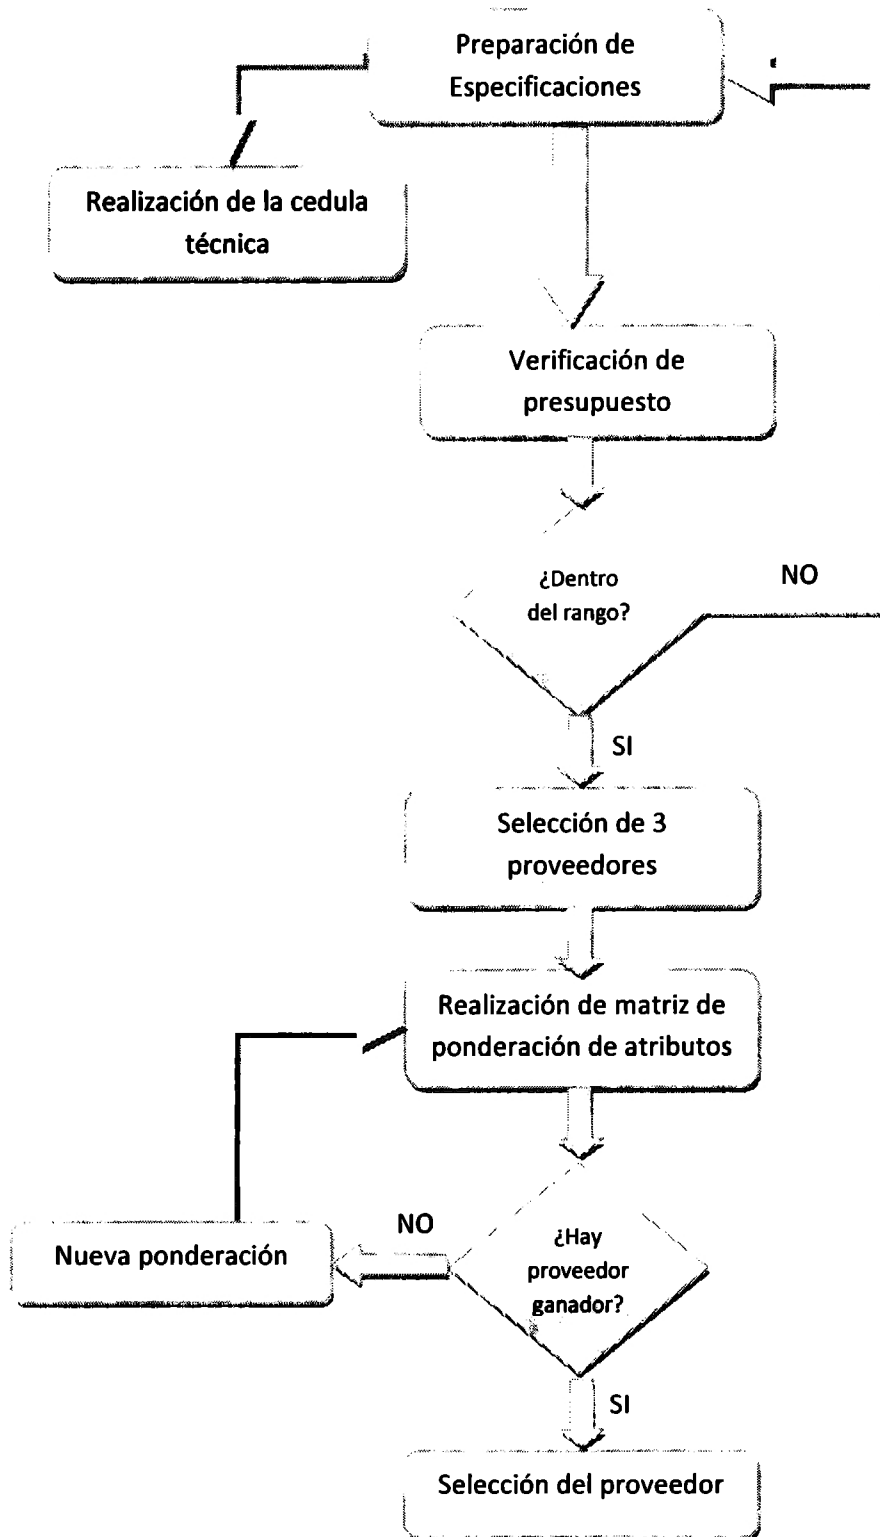 Preparación de
Especificaciones
Realización de la cedula
técnica
Verificación de
presupuesto
¿Dentro
del rango?
NO
SI
Selección de 3
proveedores
Realización de matriz de
ponderación de atributos
NO
Nueva ponderación
¿Hay
proveedor
ganador?
SI
Selección del proveedor